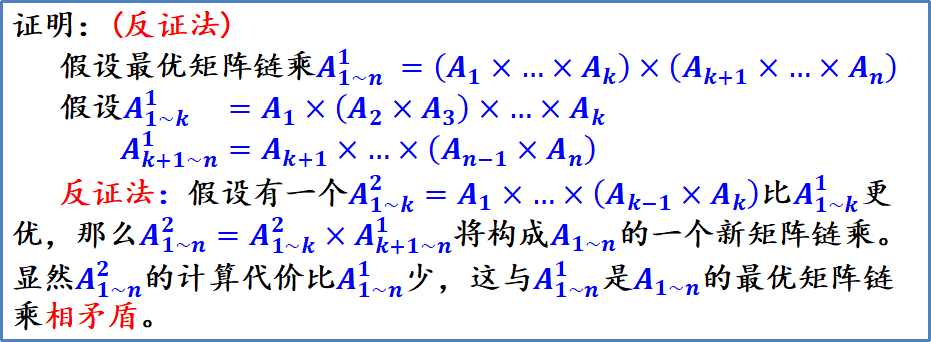 证明：(反证法)
假设最优矩阵链乘$A_{1\sim n}^{1} = (A_1 \times \ldots \times A_k) \times (A_{k+1} \times \ldots \times A_n)$
假设$A_{1\sim k}^{1} = A_1 \times (A_2 \times A_3) \times \ldots \times A_k$
$A_{k+1\sim n}^{1} = A_{k+1} \times \ldots \times (A_{n-1} \times A_n)$
反证法：假设有一个$A_{1\sim k}^{2} = A_1 \times \ldots \times (A_{k-1} \times A_k)$比$A_{1\sim k}^{1}$更
优，那么$A_{1\sim n}^{2} = A_{1\sim k}^{2} \times A_{k+1\sim n}^{1}$将构成$A_{1\sim n}$的一个新矩阵链乘。
显然$A_{1\sim n}^{2}$的计算代价比$A_{1\sim n}^{1}$少，这与$A_{1\sim n}^{1}$是$A_{1\sim n}$的最优矩阵链
乘相矛盾。